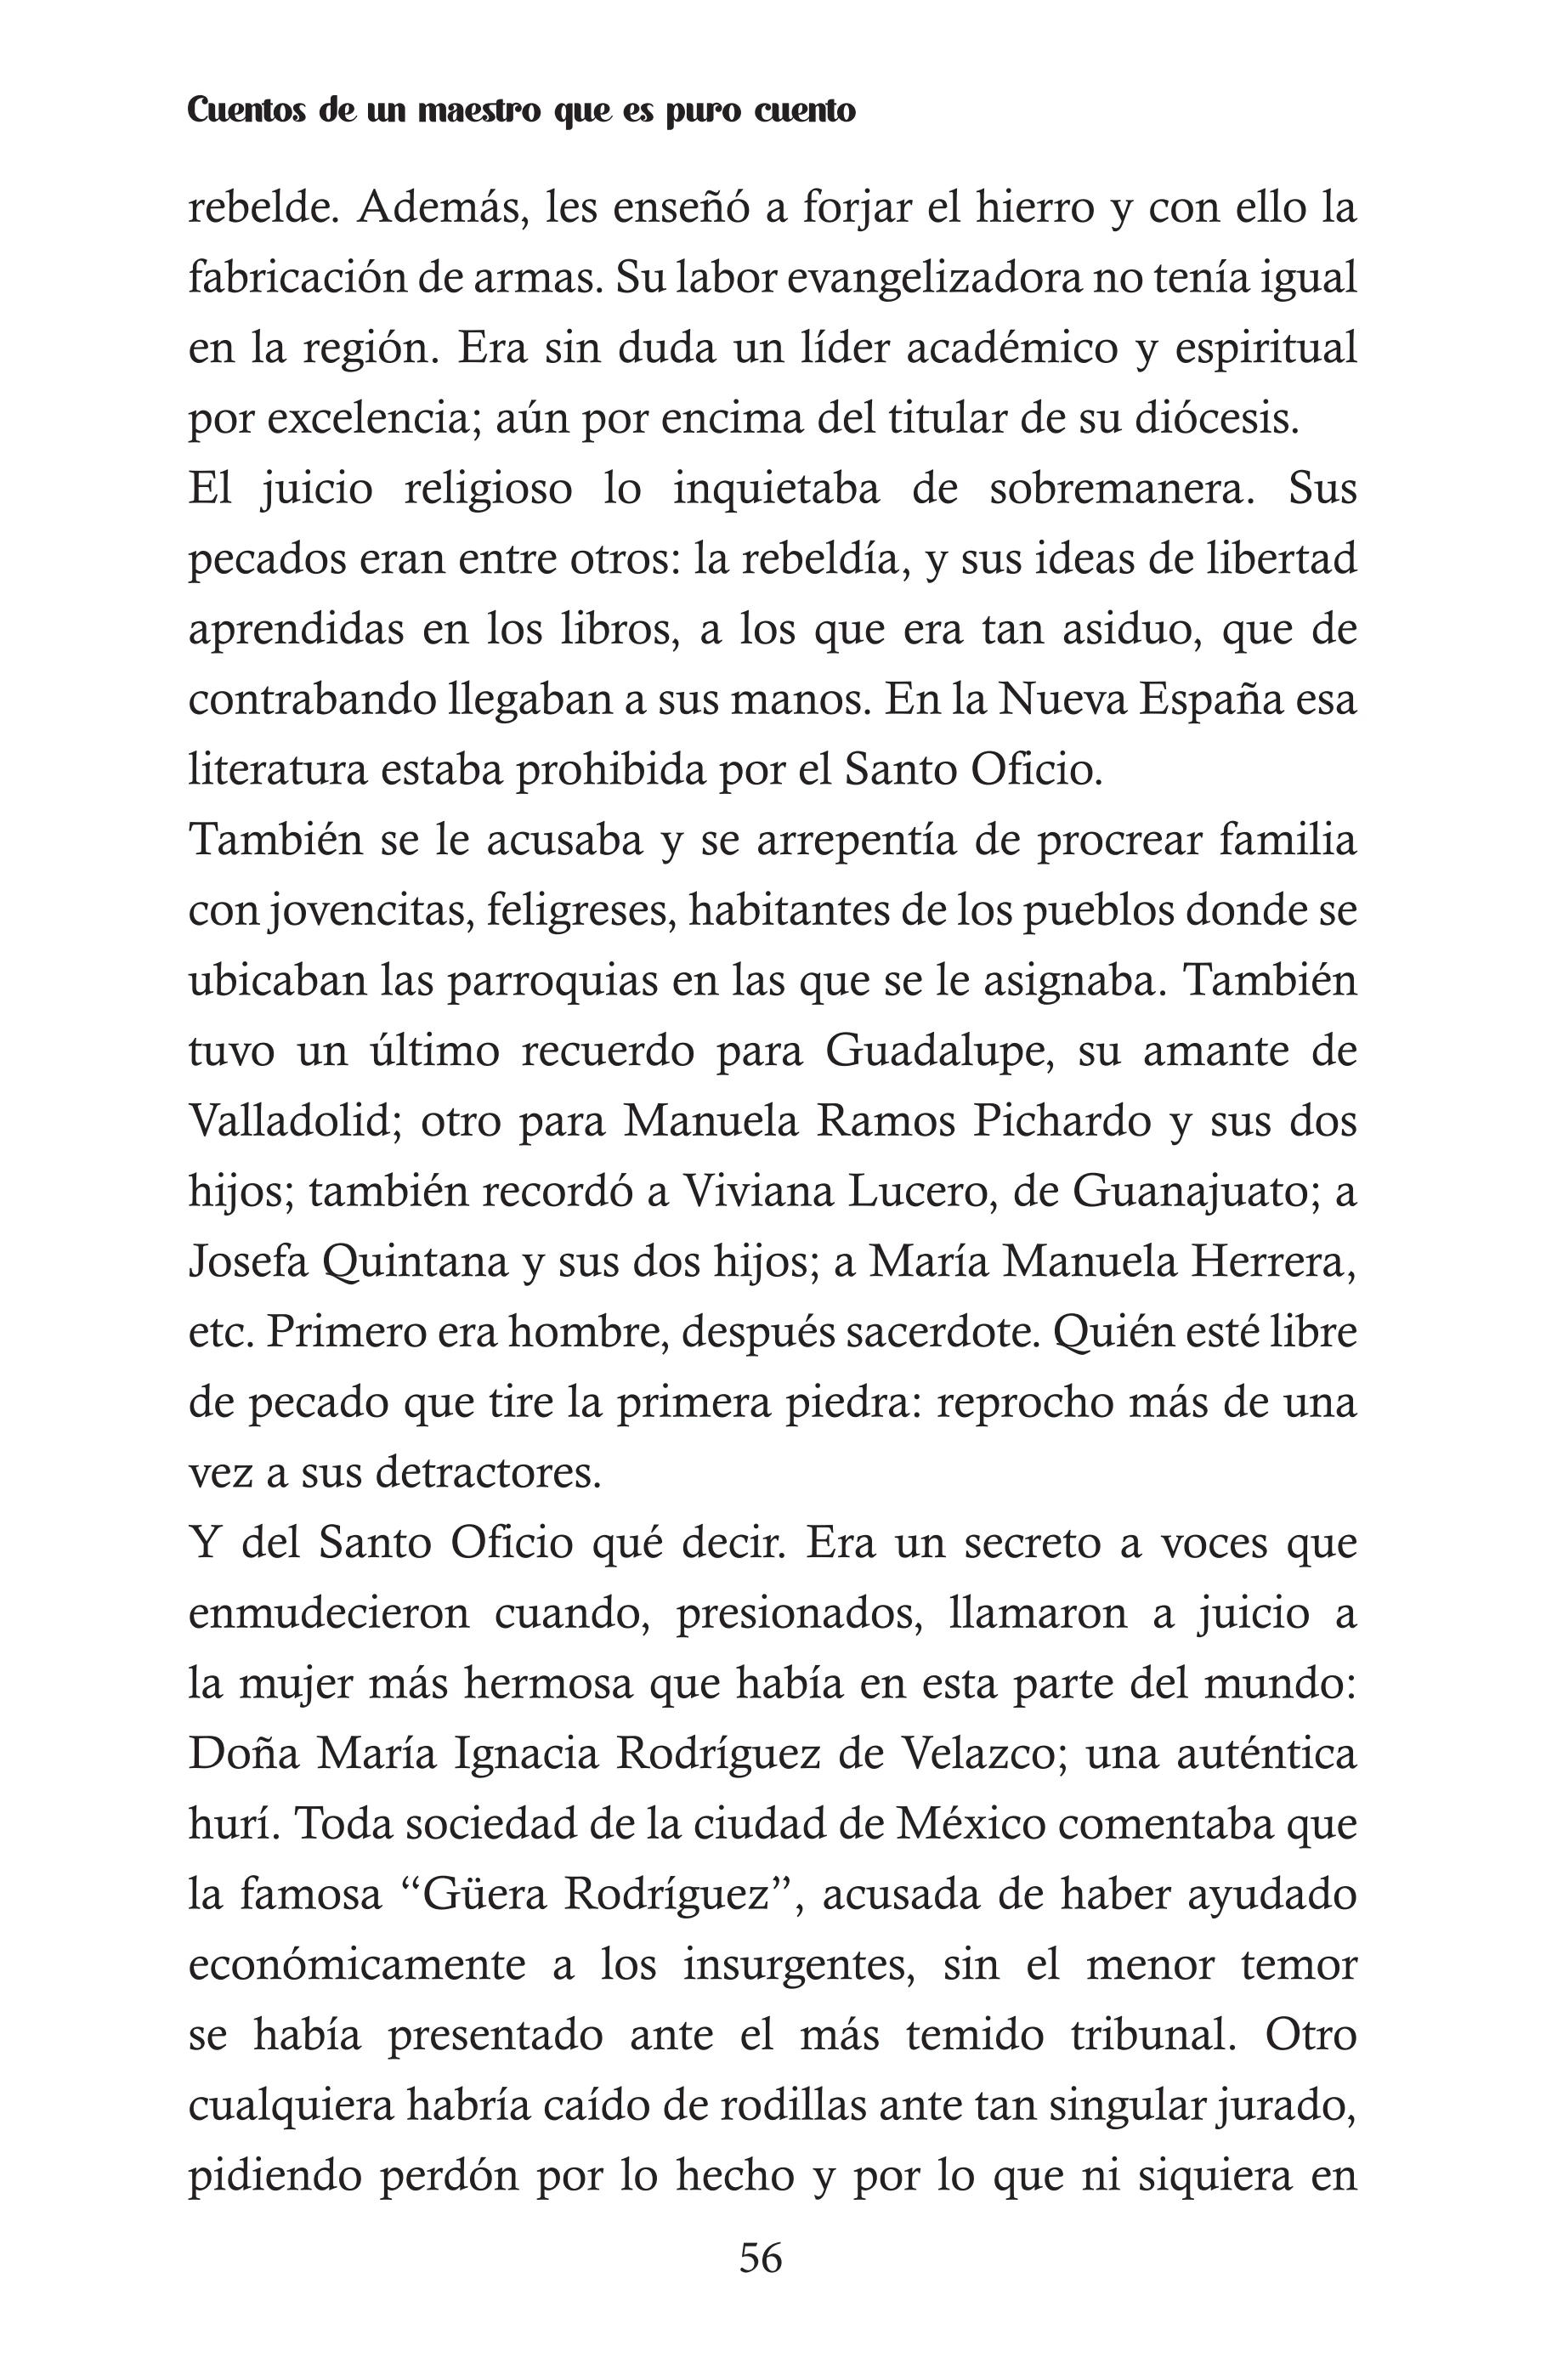 Cuentos de un maestro que es puro cuento
rebelde. Además, les enseñó a forjar el hierro y con ello la
fabricación de armas. Su labor evangelizadora no tenía igual
en la región. Era sin duda un líder académico y espiritual
por excelencia; aún por encima del titular de su diócesis.
El juicio religioso lo inquietaba de sobremanera. Sus
pecados eran entre otros: la rebeldía, y sus ideas de libertad
aprendidas en los libros, a los que era tan asiduo, que de
contrabando llegaban a sus manos. En la Nueva España esa
literatura estaba prohibida por el Santo Oficio.
También se le acusaba y se arrepentía de procrear familia
con jovencitas, feligreses, habitantes de los pueblos donde se
ubicaban las parroquias en las que se le asignaba. También
tuvo un último recuerdo para Guadalupe, su amante de
Valladolid; otro para Manuela Ramos Pichardo y sus dos
hijos; también recordó a Viviana Lucero, de Guanajuato; a
Josefa Quintana y sus dos hijos; a María Manuela Herrera,
etc. Primero era hombre, después sacerdote. Quién esté libre
de pecado que tire la primera piedra: reprocho más de una
vez a sus detractores.
Y del Santo Oficio qué decir. Era un secreto a voces que
enmudecieron cuando, presionados, llamaron a juicio a
la mujer más hermosa que había en esta parte del mundo:
Doña María Ignacia Rodríguez de Velazco; una auténtica
hurí. Toda sociedad de la ciudad de México comentaba que
la famosa “Güera Rodríguez”, acusada de haber ayudado
económicamente a los insurgentes, sin el menor temor
se había presentado ante el más temido tribunal. Otro
cualquiera habría caído de rodillas ante tan singular jurado,
pidiendo perdón por lo hecho y por lo que ni siquiera en
56